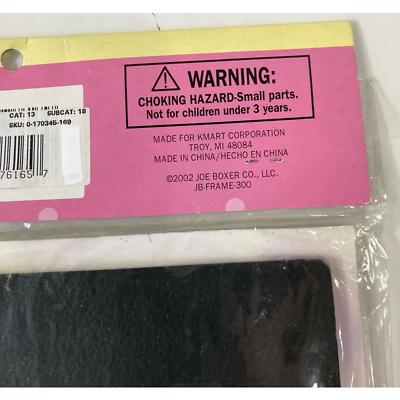 WARNING:
CHOKING HAZARD-Small parts.
Not for children under 3 years.
CAT: 13 SUBCAT: 18
SKU: 0-170345-169
MADE FOR KMART CORPORATION
TROY, MI 48084
MADE IN CHINA/HECHO EN CHINA
76165 7
©2002 JOE BOXER CO., LLC.
JB-FRAME-300